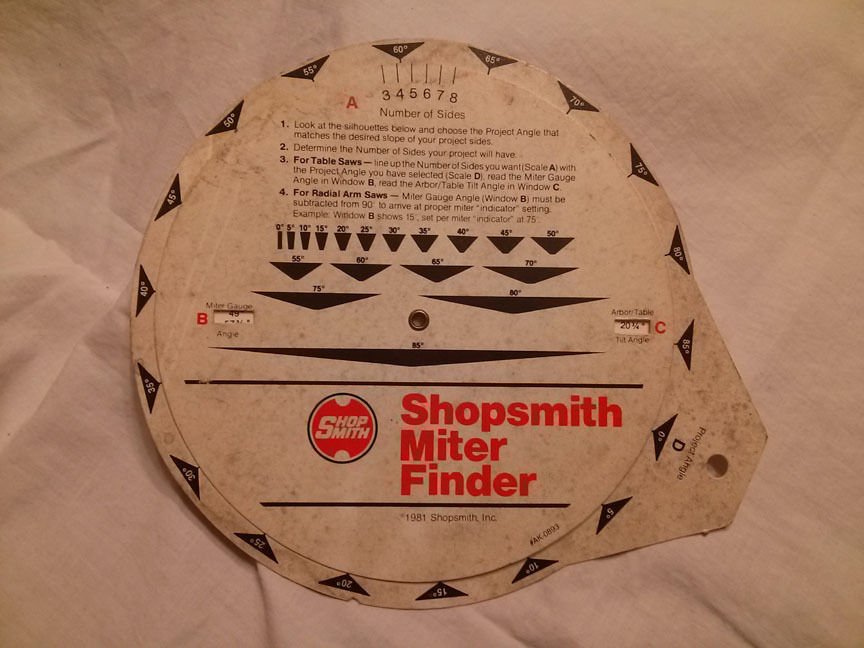 60°
55° 65°
50° 70°
45° 75°
40° 80°
35° 85°
30° 0°
25° 5°
20° 15° 10°
3 4 5 6 7 8
A
Number of Sides
1. Look at the silhouettes below and choose the Project Angle that
matches the desired slope of your project sides.
2. Determine the Number of Sides your project will have.
3. For Table Saws — line up the Number of Sides you want (Scale A) with
the Project Angle you have selected (Scale D), read the Miter Gauge
Angle in Window B, read the Arbor/Table Tilt Angle in Window C.
4. For Radial Arm Saws — Miter Gauge Angle (Window B) must be
subtracted from 90° to arrive at proper miter "indicator" setting.
Example: Window B shows 15°, set per miter "indicator" at 75°.
0° 5° 10° 15° 20° 25° 30° 35° 40° 45° 50°
55° 60° 65° 70°
75° 80°
Miter Gauge
B 49
Angle
Arbor/Table
20¾° C
Tilt Angle
85°
SHOP
SMITH
Shopsmith
Miter
Finder
©1981 Shopsmith, Inc.
#AK-0893
D
Project Angle